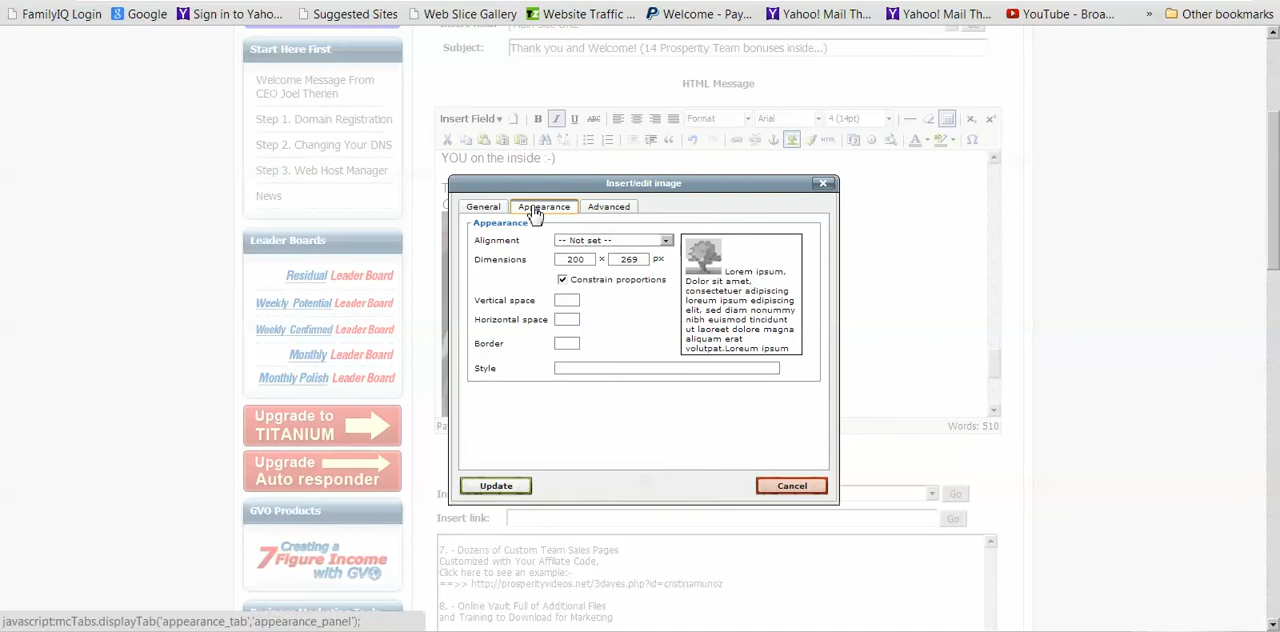 FamilyIQ Login Google Sign in to Yaho... Suggested Sites Web Slice Gallery Website Traffic ... Welcome - Pay... Yahoo! Mail Th... Yahoo! Mail Th... YouTube - Broa... » Other bookmarks
Start Here First
Welcome Message From
CEO Joel Therien
Step 1. Domain Registration
Step 2. Changing Your DNS
Step 3. Web Host Manager
News
Leader Boards
Residual Leader Board
Weekly Potential Leader Board
Weekly Confirmed Leader Board
Monthly Leader Board
Monthly Polish Leader Board
Upgrade to
TITANIUM
Upgrade
Auto responder
GVO Products
Creating a
7 Figure Income
with GVO
Subject: Thank you and Welcome! (14 Prosperity Team bonuses inside...)
HTML Message
Insert Field B I U ABC Format Arial 4 (14pt)
HTML
YOU on the inside :-)
Insert/edit image
General Appearance Advanced
Appearance
Alignment -- Not set --
Dimensions 200 x 269 px
Constrain proportions
Vertical space
Horizontal space
Border
Style
Lorem ipsum,
Dolor sit amet,
consectetuer adipiscing
loreum ipsum edipiscing
elit, sed diam nonummy
nibh euismod tincidunt
ut laoreet dolore magna
aliquam erat
volutpat.Loreum ipsum
Update Cancel
Words: 510
Go
Insert link: Go
7. - Dozens of Custom Team Sales Pages
Customized with Your Affiliate Code,
Click here to see an example:-
==>> http://prosperityvideos.net/3daves.php?id=cristinamunoz
8. - Online Vault Full of Additional Files
and Training to Download for Marketing
javascript:mcTabs.displayTab('appearance_tab','appearance_panel');